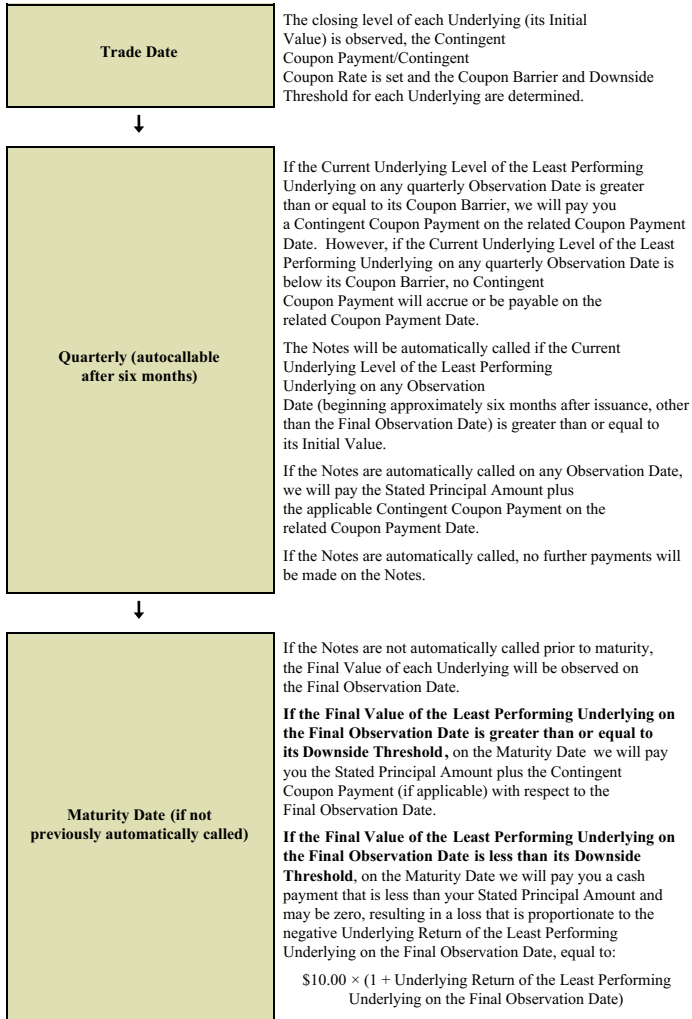 Trade Date
The closing level of each Underlying (its Initial
Value) is observed, the Contingent
Coupon Payment/Contingent
Coupon Rate is set and the Coupon Barrier and Downside
Threshold for each Underlying are determined.
↓
Quarterly (autocallable
after six months)
If the Current Underlying Level of the Least Performing
Underlying on any quarterly Observation Date is greater
than or equal to its Coupon Barrier, we will pay you
a Contingent Coupon Payment on the related Coupon Payment
Date. However, if the Current Underlying Level of the Least
Performing Underlying on any quarterly Observation Date is
below its Coupon Barrier, no Contingent
Coupon Payment will accrue or be payable on the
related Coupon Payment Date.
The Notes will be automatically called if the Current
Underlying Level of the Least Performing
Underlying on any Observation
Date (beginning approximately six months after issuance, other
than the Final Observation Date) is greater than or equal to
its Initial Value.
If the Notes are automatically called on any Observation Date,
we will pay the Stated Principal Amount plus
the applicable Contingent Coupon Payment on the
related Coupon Payment Date.
If the Notes are automatically called, no further payments will
be made on the Notes.
↓
Maturity Date (if not
previously automatically called)
If the Notes are not automatically called prior to maturity,
the Final Value of each Underlying will be observed on
the Final Observation Date.
If the Final Value of the Least Performing Underlying on
the Final Observation Date is greater than or equal to
its Downside Threshold, on the Maturity Date we will pay
you the Stated Principal Amount plus the Contingent
Coupon Payment (if applicable) with respect to the
Final Observation Date.
If the Final Value of the Least Performing Underlying on
the Final Observation Date is less than its Downside
Threshold, on the Maturity Date we will pay you a cash
payment that is less than your Stated Principal Amount and
may be zero, resulting in a loss that is proportionate to the
negative Underlying Return of the Least Performing
Underlying on the Final Observation Date, equal to:
$10.00 × (1 + Underlying Return of the Least Performing
Underlying on the Final Observation Date)